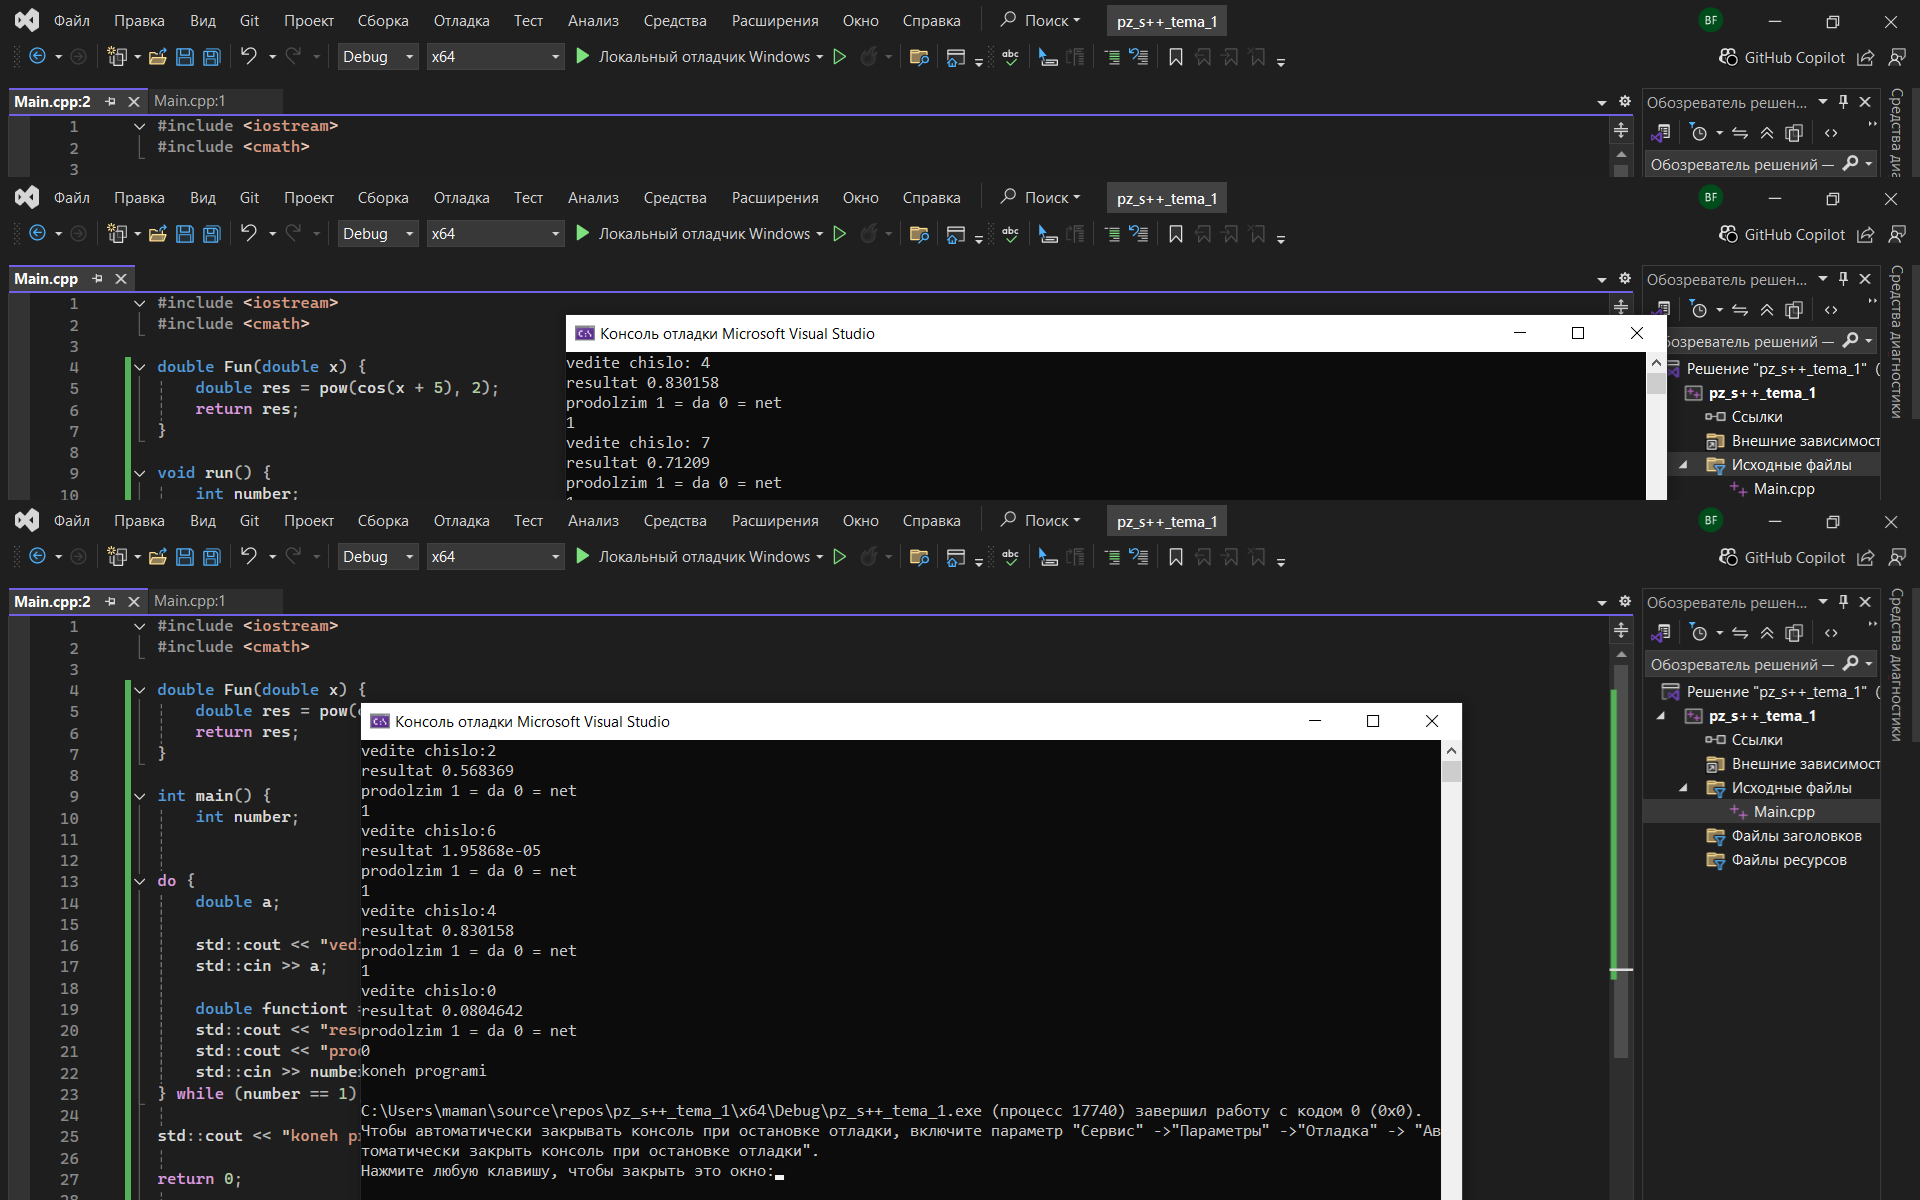 Файл Правка Вид Git Проект Сборка Отладка Тест Анализ Средства Расширения Окно Справка Поиск pz_s++_tema_1 BF
Debug x64 Локальный отладчик Windows abc GitHub Copilot
Main.cpp:2 Main.cpp:1
Обозреватель решен...
1 #include <iostream>
2 #include <cmath>
3
Обозреватель решений —
Средства диа
Файл Правка Вид Git Проект Сборка Отладка Тест Анализ Средства Расширения Окно Справка Поиск pz_s++_tema_1 BF
Debug x64 Локальный отладчик Windows abc GitHub Copilot
Main.cpp
Обозреватель решен...
1 #include <iostream>
2 #include <cmath>
3
4 double Fun(double x) {
5 double res = pow(cos(x + 5), 2);
6 return res;
7 }
8
9 void run() {
10 int number;
Консоль отладки Microsoft Visual Studio
vedite chislo: 4
resultat 0.830158
prodolzim 1 = da 0 = net
1
vedite chislo: 7
resultat 0.71209
prodolzim 1 = da 0 = net
1
бозреватель решений —
Решение "pz_s++_tema_1" (
pz_s++_tema_1
Ссылки
Внешние зависимост
Исходные файлы
Main.cpp
Средства диагностики
Файл Правка Вид Git Проект Сборка Отладка Тест Анализ Средства Расширения Окно Справка Поиск pz_s++_tema_1 BF
Debug x64 Локальный отладчик Windows abc GitHub Copilot
Main.cpp:2 Main.cpp:1
Обозреватель решен...
1 #include <iostream>
2 #include <cmath>
3
4 double Fun(double x) {
5 double res = pow(
6 return res;
7 }
8
9 int main() {
10 int number;
11
12
13 do {
14 double a;
15
16 std::cout << "ved
17 std::cin >> a;
18
19 double functiont =
20 std::cout << "res
21 std::cout << "pro
22 std::cin >> numbe
23 } while (number == 1)
24
25 std::cout << "koneh p
26
27 return 0;
28
Консоль отладки Microsoft Visual Studio
vedite chislo:2
resultat 0.568369
prodolzim 1 = da 0 = net
1
vedite chislo:6
resultat 1.95868e-05
prodolzim 1 = da 0 = net
1
vedite chislo:4
resultat 0.830158
prodolzim 1 = da 0 = net
1
vedite chislo:0
resultat 0.0804642
prodolzim 1 = da 0 = net
0
koneh programi
C:\Users\maman\source\repos\pz_s++_tema_1\x64\Debug\pz_s++_tema_1.exe (процесс 17740) завершил работу с кодом 0 (0x0).
Чтобы автоматически закрывать консоль при остановке отладки, включите параметр "Сервис" ->"Параметры" ->"Отладка" -> "Ав
томатически закрыть консоль при остановке отладки".
Нажмите любую клавишу, чтобы закрыть это окно:
Обозреватель решений —
Решение "pz_s++_tema_1" (
pz_s++_tema_1
Ссылки
Внешние зависимост
Исходные файлы
Main.cpp
Файлы заголовков
Файлы ресурсов
Средства диагностики